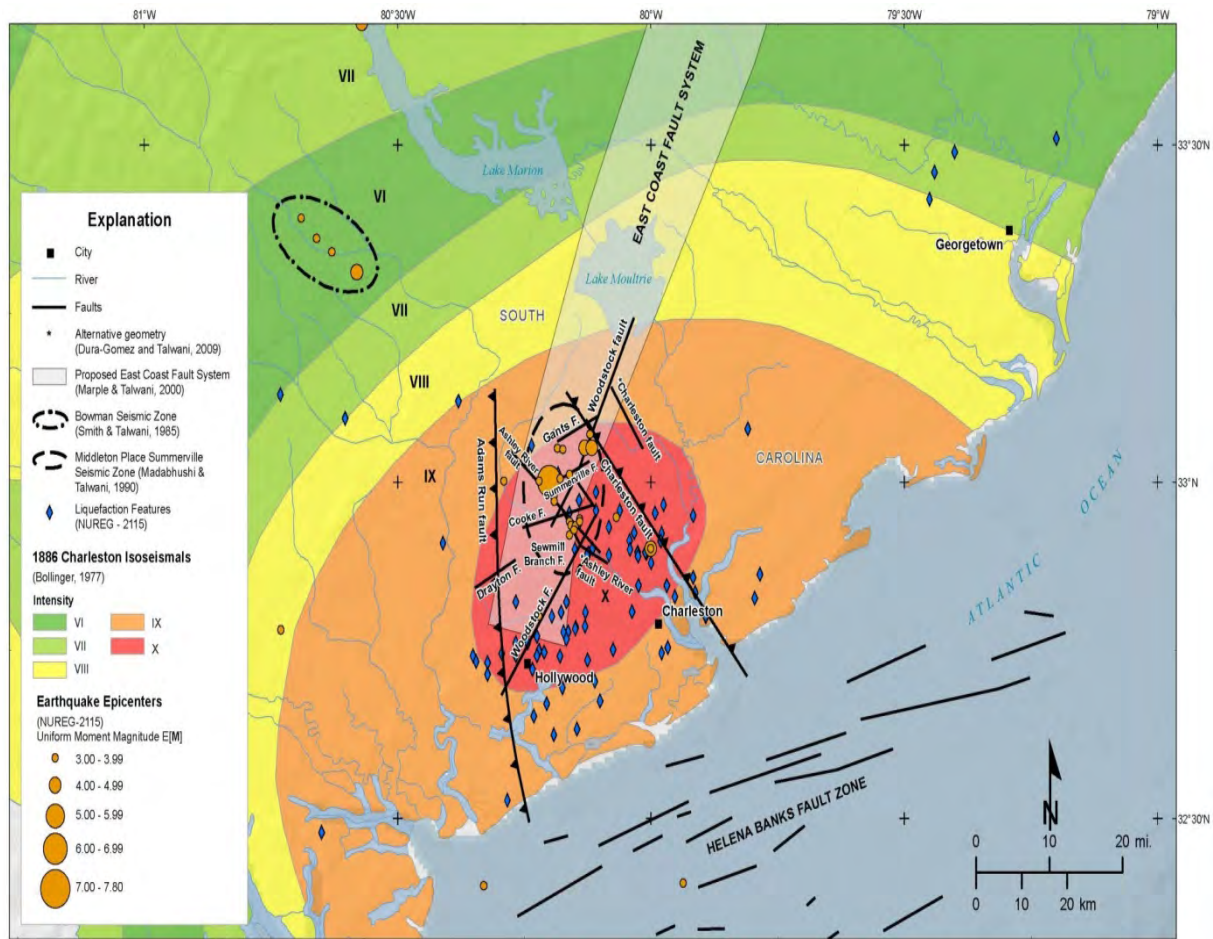 81°W
80°30'W
80°W
79°30'W
79°W
33°30'N
33°N
32°30'N
VII
EAST COAST FAULT SYSTEM
Lake Marion
VI
Georgetown
Lake Moultrie
VII
SOUTH
VIII
Woodstock fault
*Charleston fault
Gants F.
Ashley River
fault
Adams Run fault
IX
CAROLINA
Summerville F.
Charleston fault
Cooke F.
Sewmill
Branch F.
*Ashley River
fault
Drayton F.
X
Woodstock F.
Charleston
Hollywood
ATLANTIC
OCEAN
HELENA BANKS FAULT ZONE
N
0 10 20 mi.
0 10 20 km
Explanation
City
River
Faults
* Alternative geometry
(Dura-Gomez and Talwani, 2009)
Proposed East Coast Fault System
(Marple & Talwani, 2000)
Bowman Seismic Zone
(Smith & Talwani, 1985)
Middleton Place Summerville
Seismic Zone (Madabhushi &
Talwani, 1990)
Liquefaction Features
(NUREG - 2115)
1886 Charleston Isoseismals
(Bollinger, 1977)
Intensity
VI
VII
VIII
IX
X
Earthquake Epicenters
(NUREG-2115)
Uniform Moment Magnitude E[M]
3.00 - 3.99
4.00 - 4.99
5.00 - 5.99
6.00 - 6.99
7.00 - 7.80